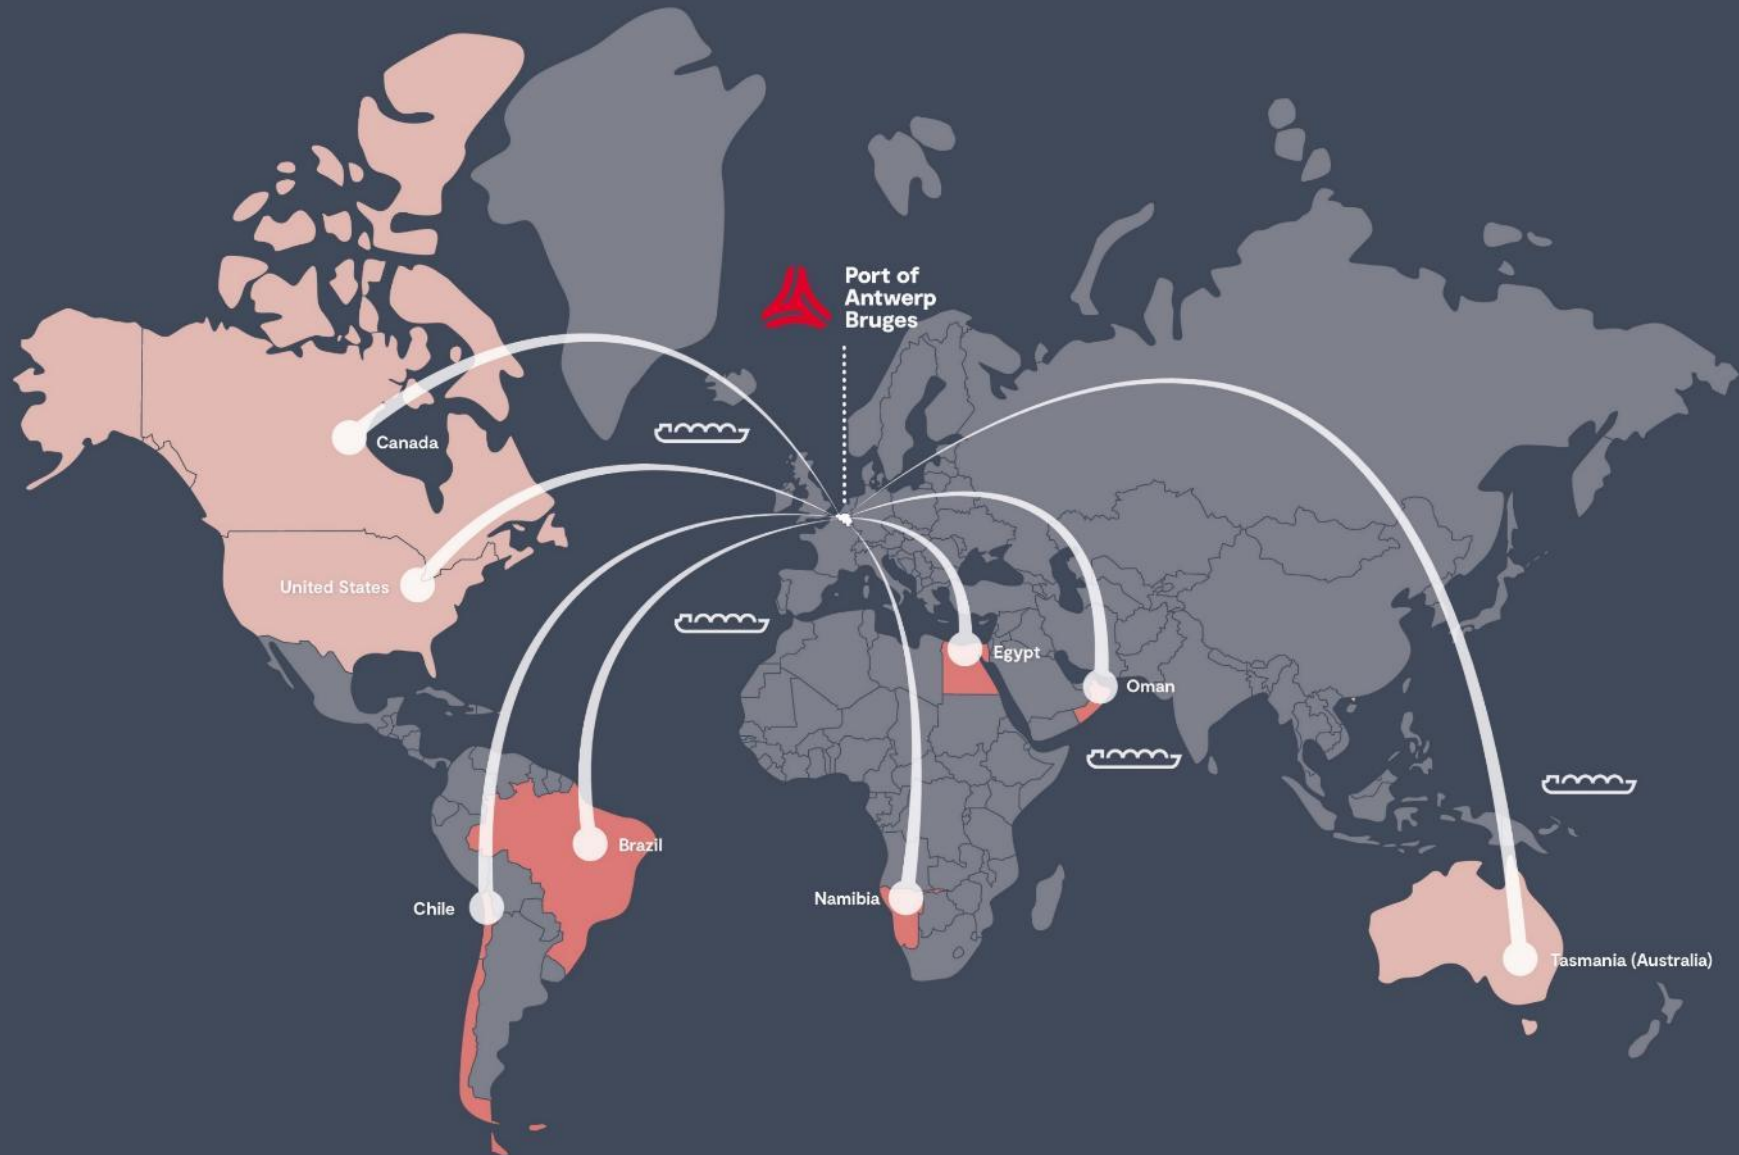 Port of
Antwerp
Bruges
Canada
United States
Egypt
Oman
Brazil
Namibia
Chile
Tasmania (Australia)